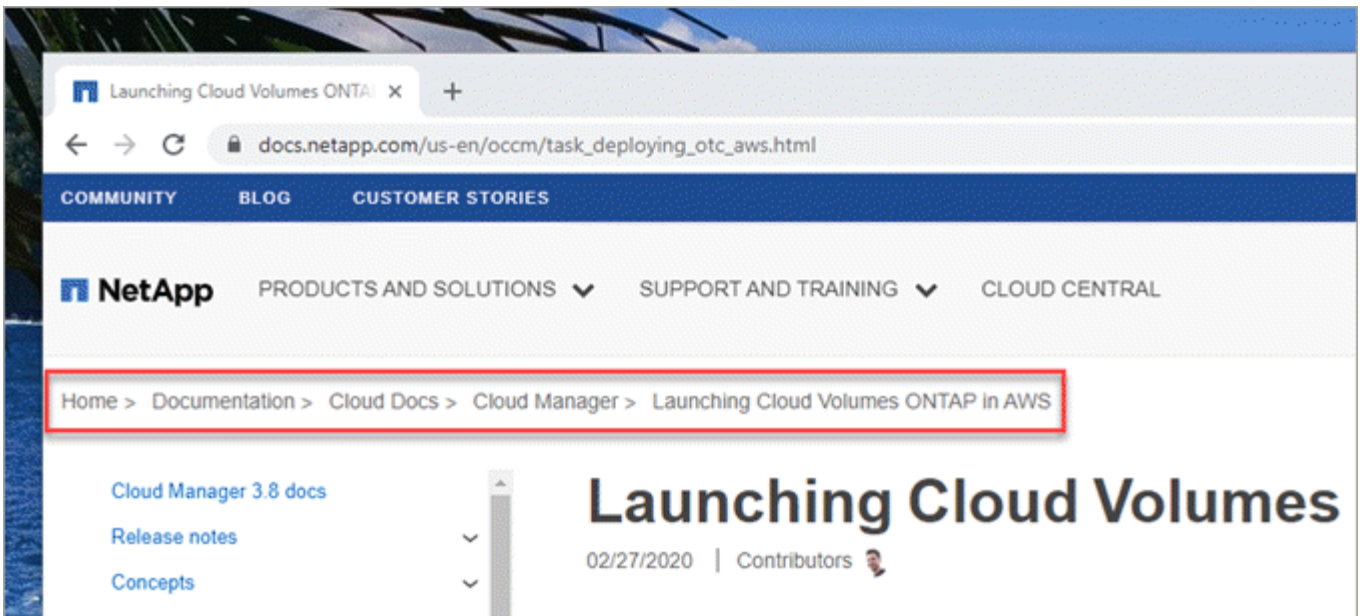 Launching Cloud Volumes ONTA
docs.netapp.com/us-en/occm/task_deploying_otc_aws.html
COMMUNITY BLOG CUSTOMER STORIES
NetApp PRODUCTS AND SOLUTIONS SUPPORT AND TRAINING CLOUD CENTRAL
Home > Documentation > Cloud Docs > Cloud Manager > Launching Cloud Volumes ONTAP in AWS
Cloud Manager 3.8 docs
Release notes
Concepts
Launching Cloud Volumes
02/27/2020 | Contributors